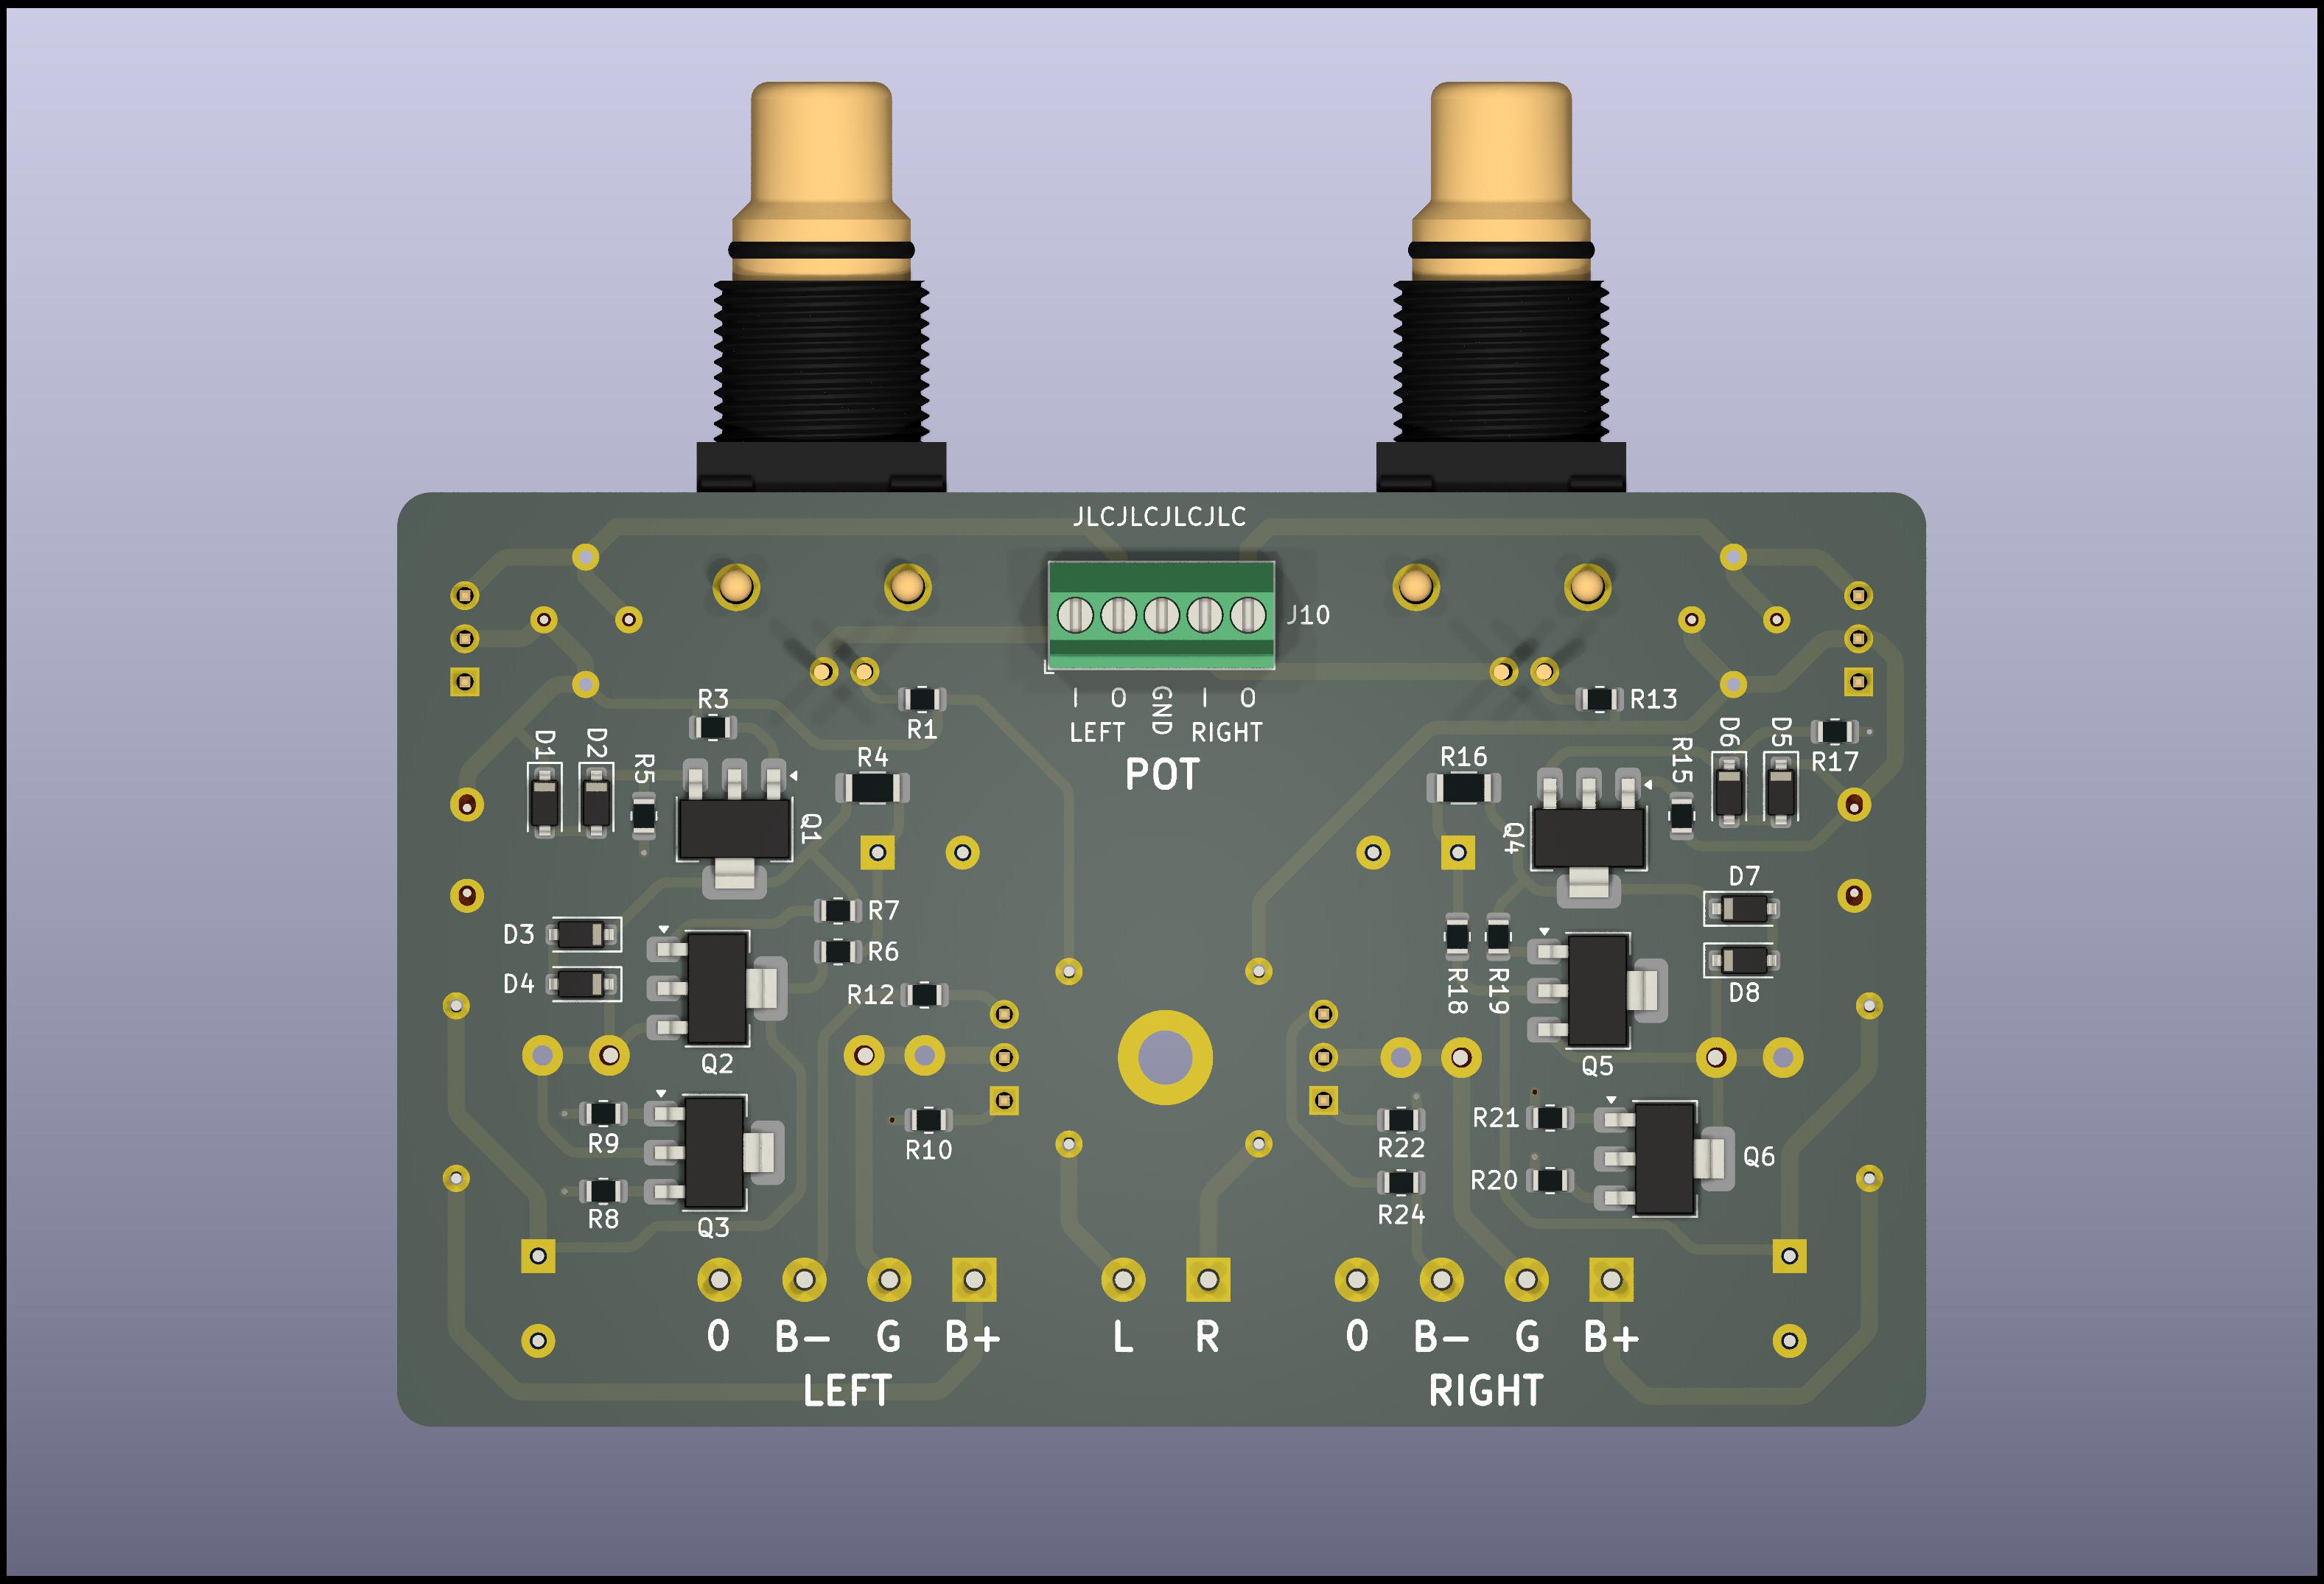 JLCJLCJLCJLC
J10
I O GND I O
LEFT RIGHT
POT
R3
R1
R13
D1 D2 R5
R4
R16
R15 D6 D5
R17
Q1
Q4
R7
D7
D3
R6
D4
R12
R18 R19
D8
Q2
Q5
R9
R10
R22
R21
Q6
R8
R20
Q3
R24
O B- G B+ L R O B- G B+
LEFT RIGHT